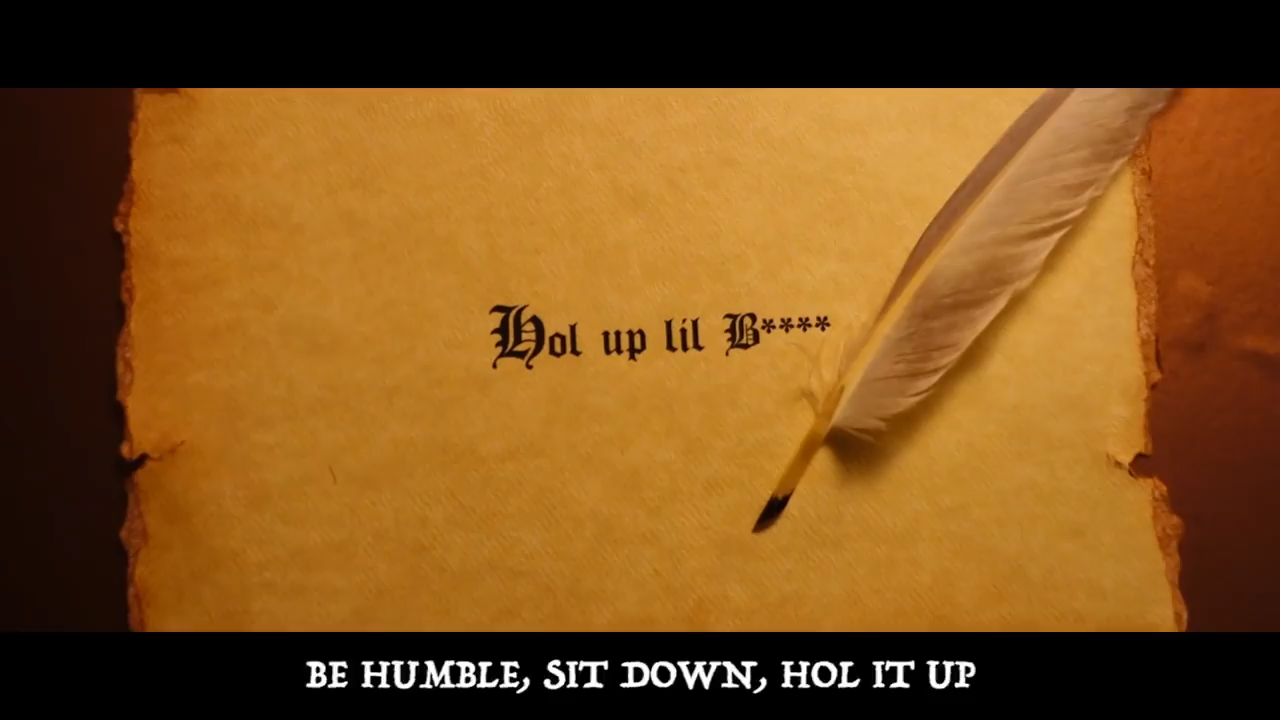 Hol up lil B****
BE HUMBLE, SIT DOWN, HOL IT UP